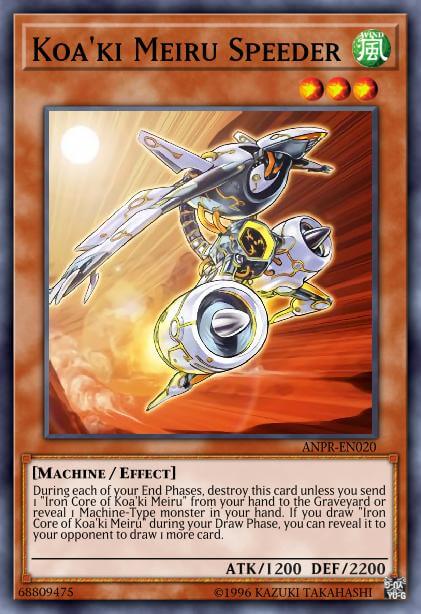 KOA'KI MEIRU SPEEDER
WIND
風
ANPR-EN020
[MACHINE / EFFECT]
During each of your End Phases, destroy this card unless you send
1 "Iron Core of Koa'ki Meiru" from your hand to the Graveyard or
reveal 1 Machine-Type monster in your hand. If you draw "Iron
Core of Koa'ki Meiru" during your Draw Phase, you can reveal it to
your opponent to draw 1 more card.
ATK/1200 DEF/2200
68809475
©1996 KAZUKI TAKAHASHI